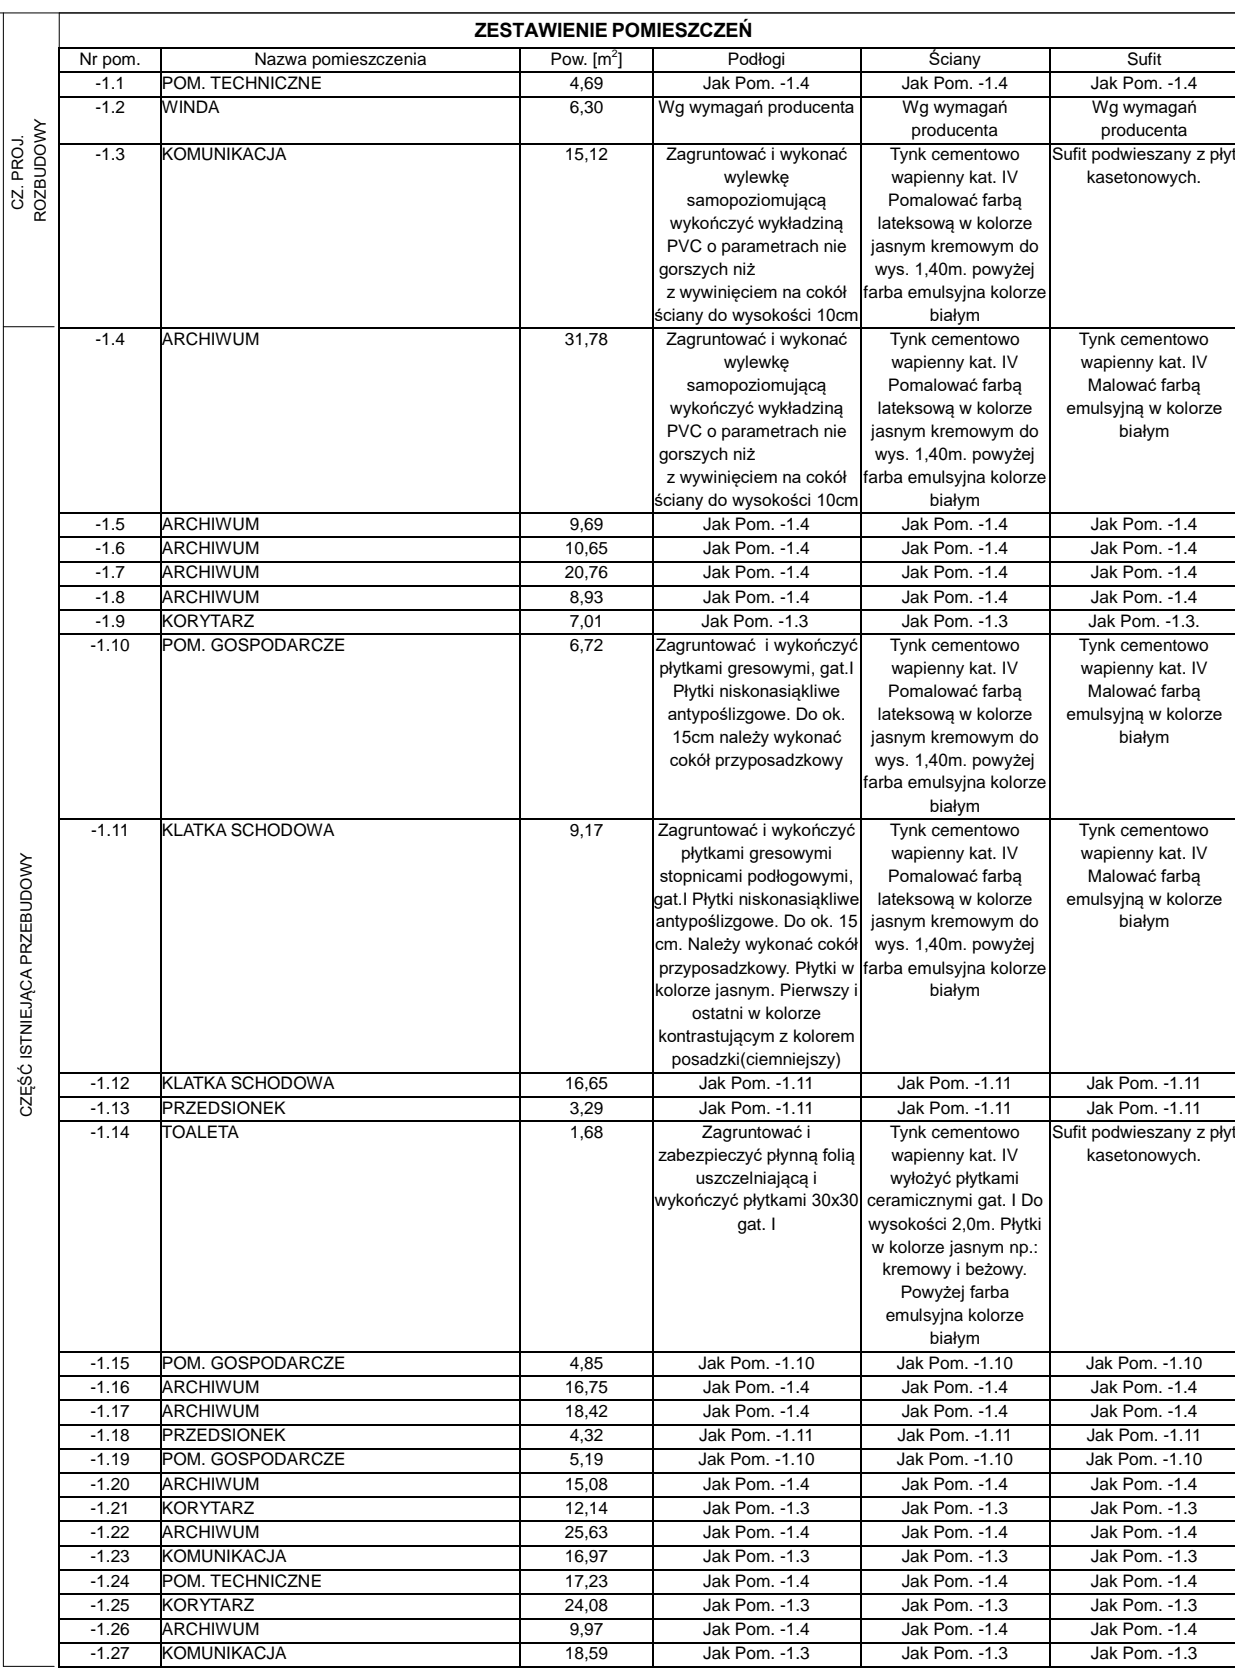 ZESTAWIENIE POMIESZCZEŃ
Nr pom. Nazwa pomieszczenia Pow. [m²] Podłogi Ściany Sufit
CZ. PROJ.
ROZBUDOWY
-1.1 POM. TECHNICZNE 4,69 Jak Pom. -1.4 Jak Pom. -1.4 Jak Pom. -1.4
-1.2 WINDA 6,30 Wg wymagań producenta Wg wymagań Wg wymagań
producenta producenta
-1.3 KOMUNIKACJA 15,12 Zagruntować i wykonać Tynk cementowo Sufit podwieszany z płyt
wylewkę wapienny kat. IV kasetonowych.
samopoziomującą Pomalować farbą
wykończyć wykładziną lateksową w kolorze
PVC o parametrach nie jasnym kremowym do
gorszych niż wys. 1,40m. powyżej
z wywinięciem na cokół farba emulsyjna kolorze
ściany do wysokości 10cm białym
CZĘŚĆ ISTNIEJĄCA PRZEBUDOWY
-1.4 ARCHIWUM 31,78 Zagruntować i wykonać Tynk cementowo Tynk cementowo
wylewkę wapienny kat. IV wapienny kat. IV
samopoziomującą Pomalować farbą Malować farbą
wykończyć wykładziną lateksową w kolorze emulsyjną w kolorze
PVC o parametrach nie jasnym kremowym do białym
gorszych niż wys. 1,40m. powyżej
z wywinięciem na cokół farba emulsyjna kolorze
ściany do wysokości 10cm białym
-1.5 ARCHIWUM 9,69 Jak Pom. -1.4 Jak Pom. -1.4 Jak Pom. -1.4
-1.6 ARCHIWUM 10,65 Jak Pom. -1.4 Jak Pom. -1.4 Jak Pom. -1.4
-1.7 ARCHIWUM 20,76 Jak Pom. -1.4 Jak Pom. -1.4 Jak Pom. -1.4
-1.8 ARCHIWUM 8,93 Jak Pom. -1.4 Jak Pom. -1.4 Jak Pom. -1.4
-1.9 KORYTARZ 7,01 Jak Pom. -1.3 Jak Pom. -1.3 Jak Pom. -1.3.
-1.10 POM. GOSPODARCZE 6,72 Zagruntować i wykończyć Tynk cementowo Tynk cementowo
płytkami gresowymi, gat.I wapienny kat. IV wapienny kat. IV
Płytki niskonasiąkliwe Pomalować farbą Malować farbą
antypoślizgowe. Do ok. lateksową w kolorze emulsyjną w kolorze
15cm należy wykonać jasnym kremowym do białym
cokół przyposadzkowy wys. 1,40m. powyżej
farba emulsyjna kolorze
białym
-1.11 KLATKA SCHODOWA 9,17 Zagruntować i wykończyć Tynk cementowo Tynk cementowo
płytkami gresowymi wapienny kat. IV wapienny kat. IV
stopnicami podłogowymi, Pomalować farbą Malować farbą
gat.I Płytki niskonasiąkliwe lateksową w kolorze emulsyjną w kolorze
antypoślizgowe. Do ok. 15 jasnym kremowym do białym
cm. Należy wykonać cokół wys. 1,40m. powyżej
przyposadzkowy. Płytki w farba emulsyjna kolorze
kolorze jasnym. Pierwszy i białym
ostatni w kolorze
kontrastującym z kolorem
posadzki(ciemniejszy)
-1.12 KLATKA SCHODOWA 16,65 Jak Pom. -1.11 Jak Pom. -1.11 Jak Pom. -1.11
-1.13 PRZEDSIONEK 3,29 Jak Pom. -1.11 Jak Pom. -1.11 Jak Pom. -1.11
-1.14 TOALETA 1,68 Zagruntować i Tynk cementowo Sufit podwieszany z płyt
zabezpieczyć płynną folią wapienny kat. IV kasetonowych.
uszczelniającą i wyłożyć płytkami
wykończyć płytkami 30x30 ceramicznymi gat. I Do
gat. I wysokości 2,0m. Płytki
w kolorze jasnym np.:
kremowy i beżowy.
Powyżej farba
emulsyjna kolorze
białym
-1.15 POM. GOSPODARCZE 4,85 Jak Pom. -1.10 Jak Pom. -1.10 Jak Pom. -1.10
-1.16 ARCHIWUM 16,75 Jak Pom. -1.4 Jak Pom. -1.4 Jak Pom. -1.4
-1.17 ARCHIWUM 18,42 Jak Pom. -1.4 Jak Pom. -1.4 Jak Pom. -1.4
-1.18 PRZEDSIONEK 4,32 Jak Pom. -1.11 Jak Pom. -1.11 Jak Pom. -1.11
-1.19 POM. GOSPODARCZE 5,19 Jak Pom. -1.10 Jak Pom. -1.10 Jak Pom. -1.10
-1.20 ARCHIWUM 15,08 Jak Pom. -1.4 Jak Pom. -1.4 Jak Pom. -1.4
-1.21 KORYTARZ 12,14 Jak Pom. -1.3 Jak Pom. -1.3 Jak Pom. -1.3
-1.22 ARCHIWUM 25,63 Jak Pom. -1.4 Jak Pom. -1.4 Jak Pom. -1.4
-1.23 KOMUNIKACJA 16,97 Jak Pom. -1.3 Jak Pom. -1.3 Jak Pom. -1.3
-1.24 POM. TECHNICZNE 17,23 Jak Pom. -1.4 Jak Pom. -1.4 Jak Pom. -1.4
-1.25 KORYTARZ 24,08 Jak Pom. -1.3 Jak Pom. -1.3 Jak Pom. -1.3
-1.26 ARCHIWUM 9,97 Jak Pom. -1.4 Jak Pom. -1.4 Jak Pom. -1.4
-1.27 KOMUNIKACJA 18,59 Jak Pom. -1.3 Jak Pom. -1.3 Jak Pom. -1.3